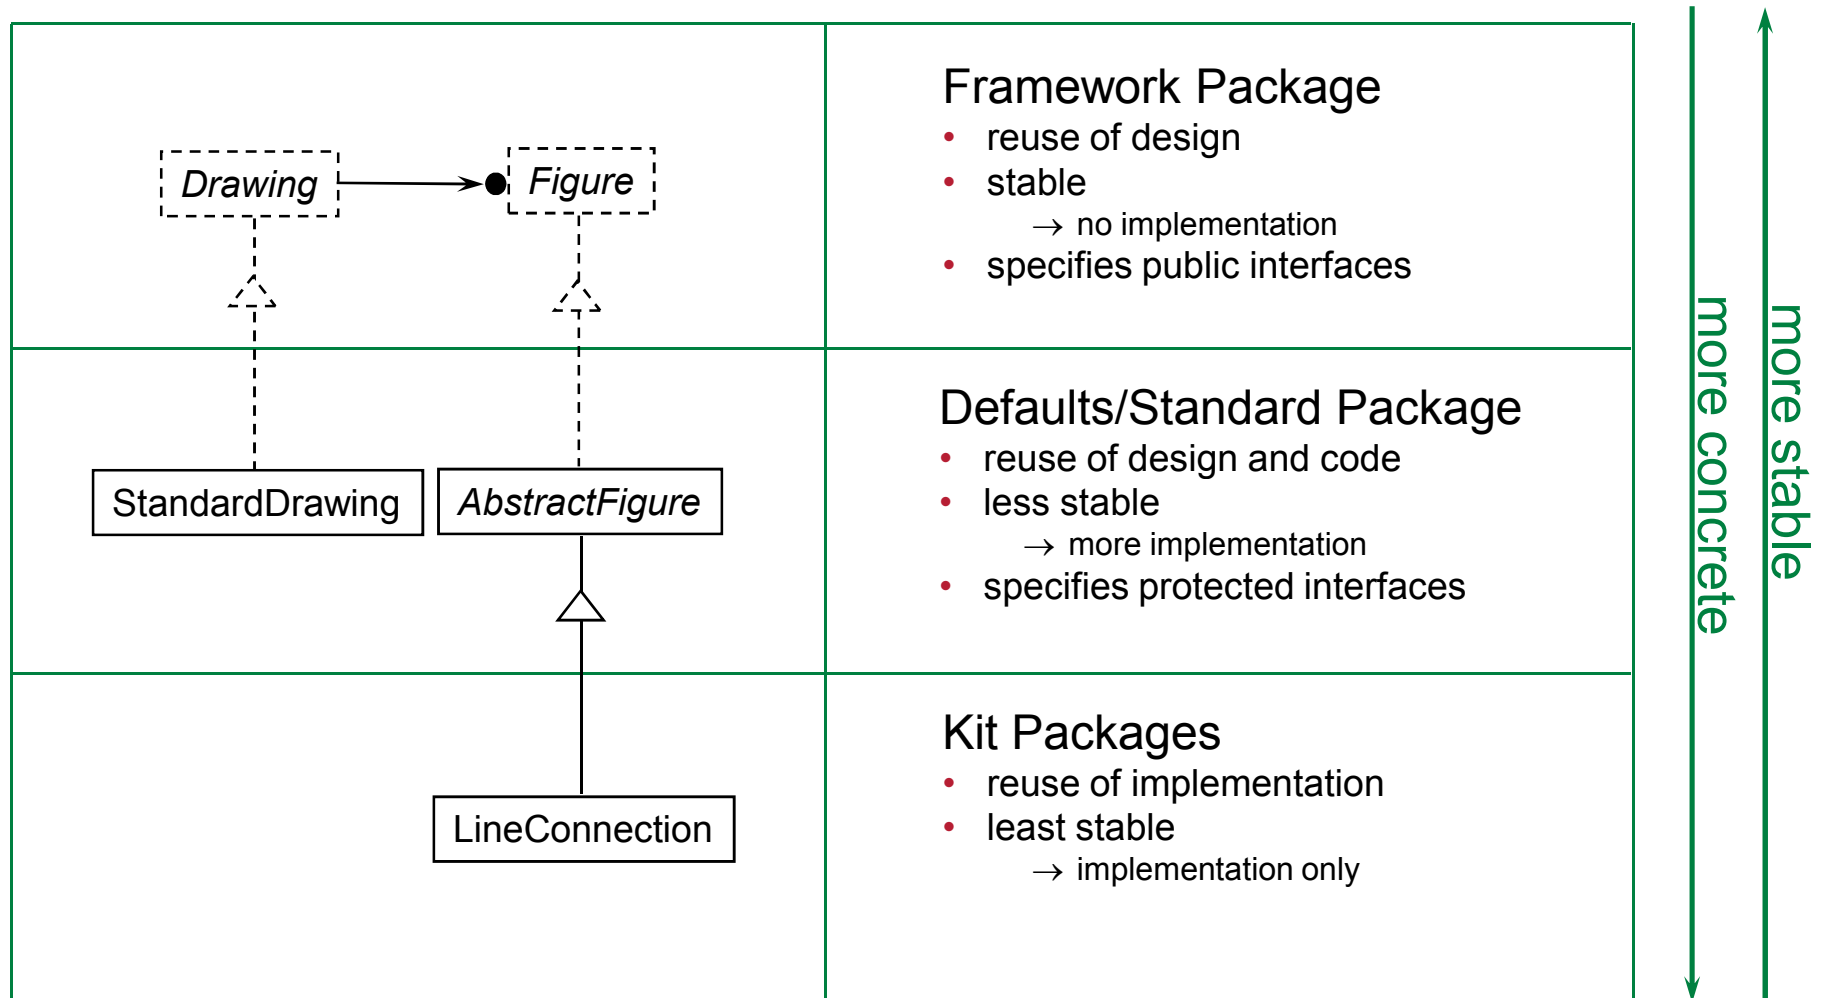 Drawing
Figure
Framework Package
• reuse of design
• stable
→ no implementation
• specifies public interfaces
StandardDrawing
AbstractFigure
Defaults/Standard Package
• reuse of design and code
• less stable
→ more implementation
• specifies protected interfaces
LineConnection
Kit Packages
• reuse of implementation
• least stable
→ implementation only
more concrete
more stable